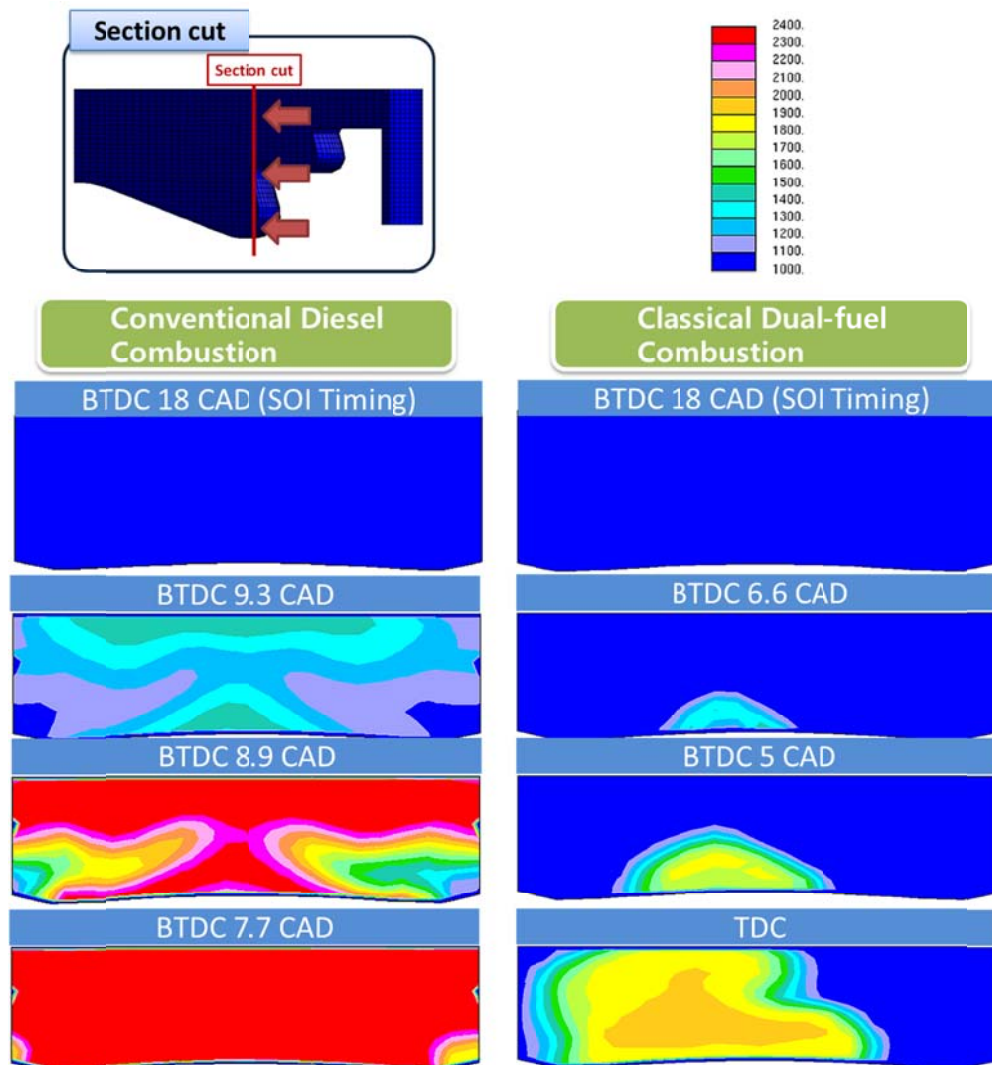 Section cut
Section cut
2400.
2300.
2200.
2100.
2000.
1900.
1800.
1700.
1600.
1500.
1400.
1300.
1200.
1100.
1000.
Conventional Diesel
Combustion
Classical Dual-fuel
Combustion
BTDC 18 CAD (SOI Timing)
BTDC 18 CAD (SOI Timing)
BTDC 9.3 CAD
BTDC 6.6 CAD
BTDC 8.9 CAD
BTDC 5 CAD
BTDC 7.7 CAD
TDC